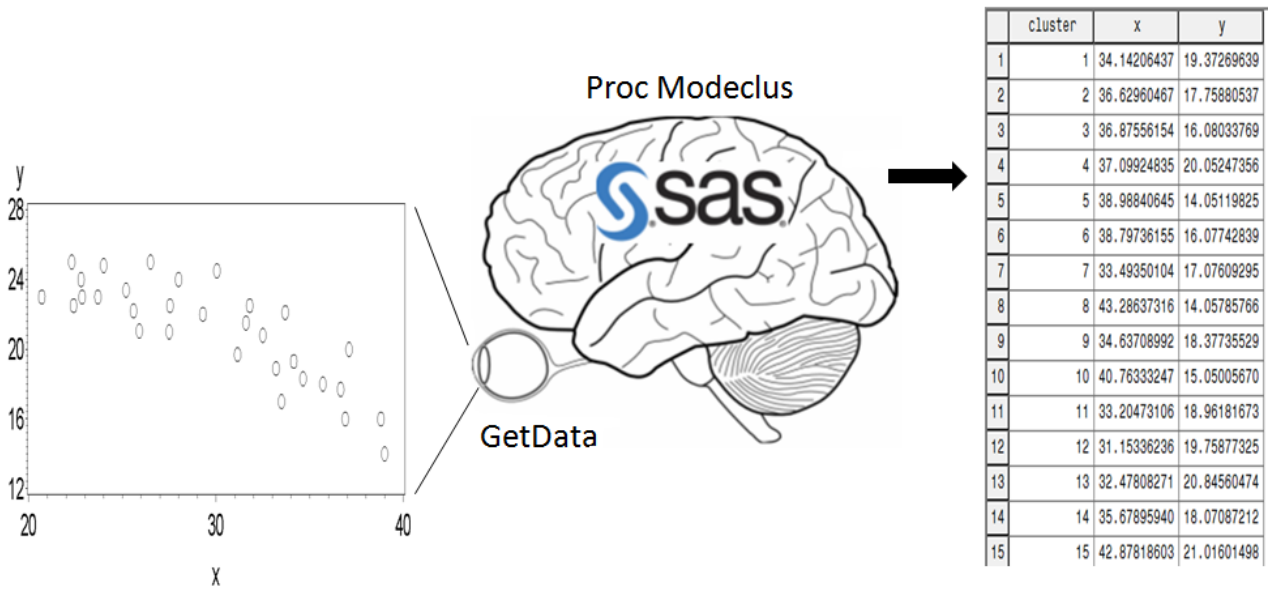 Proc Modeclus
sas
GetData
y
28
24
20
16
12
20 30 40
x
cluster x y
1 1 34.14206437 19.37269639
2 2 36.62960467 17.75880537
3 3 36.87556154 16.08033769
4 4 37.09924835 20.05247356
5 5 38.98840645 14.05119825
6 6 38.79736155 16.07742839
7 7 33.49350104 17.07609295
8 8 43.28637316 14.05785766
9 9 34.63708992 18.37735529
10 10 40.76333247 15.05005670
11 11 33.20473106 18.96181673
12 12 31.15336236 19.75877325
13 13 32.47808271 20.84560474
14 14 35.67895940 18.07087212
15 15 42.87818603 21.01601498